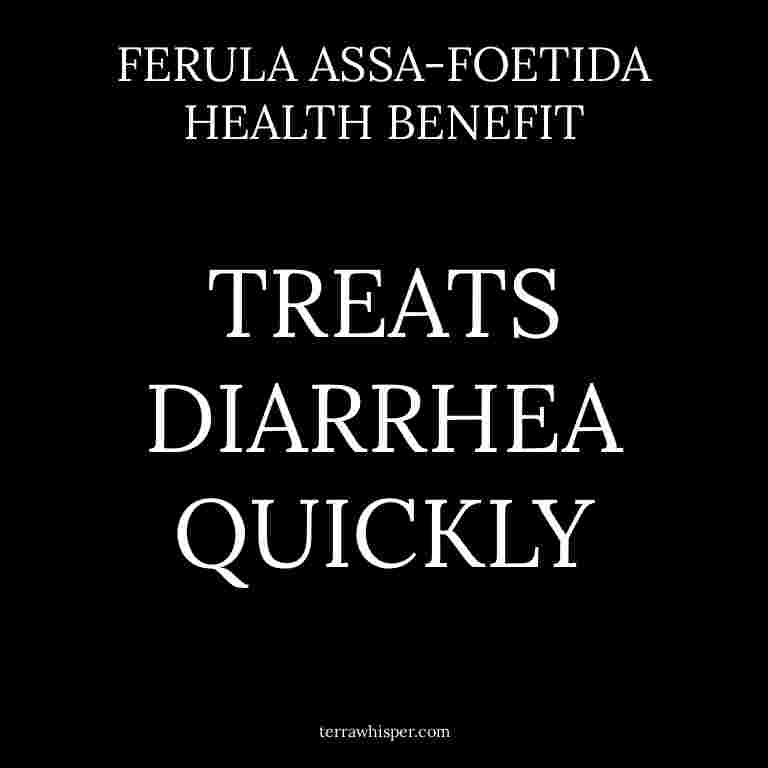 FERULA ASSA-FOETIDA
HEALTH BENEFIT
TREATS
DIARRHEA
QUICKLY
terrawhisper.com